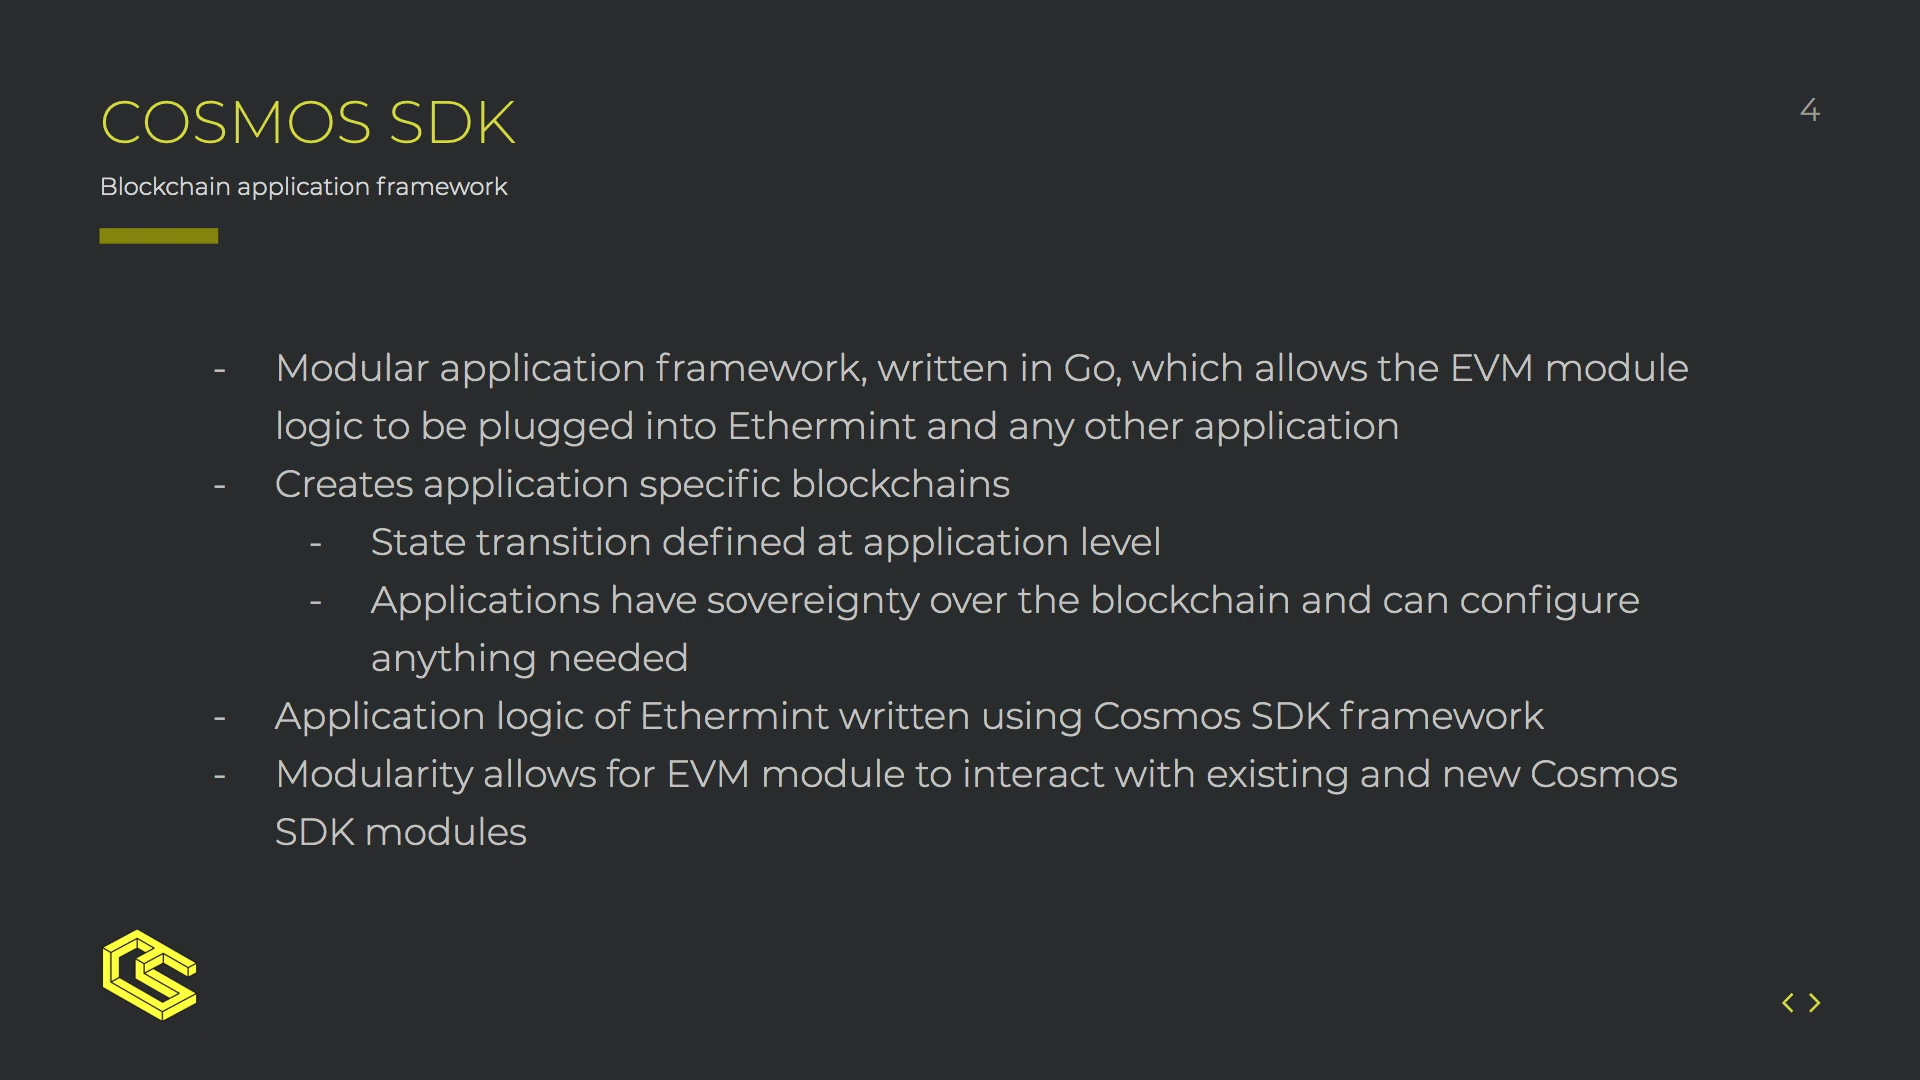 COSMOS SDK
4
Blockchain application framework
- Modular application framework, written in Go, which allows the EVM module
logic to be plugged into Ethermint and any other application
- Creates application specific blockchains
- State transition defined at application level
- Applications have sovereignty over the blockchain and can configure
anything needed
- Application logic of Ethermint written using Cosmos SDK framework
- Modularity allows for EVM module to interact with existing and new Cosmos
SDK modules
CS
< >